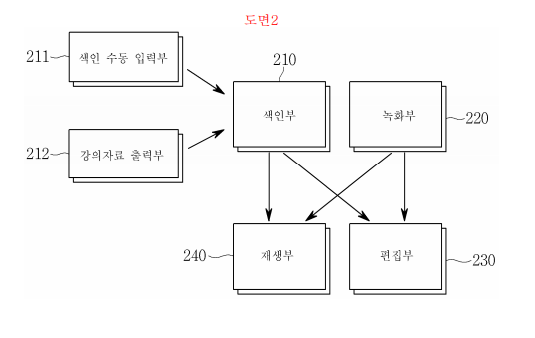 도면2
211 색인 수동 입력부
210
색인부
녹화부 220
212 강의자료 출력부
240 재생부
편집부 230